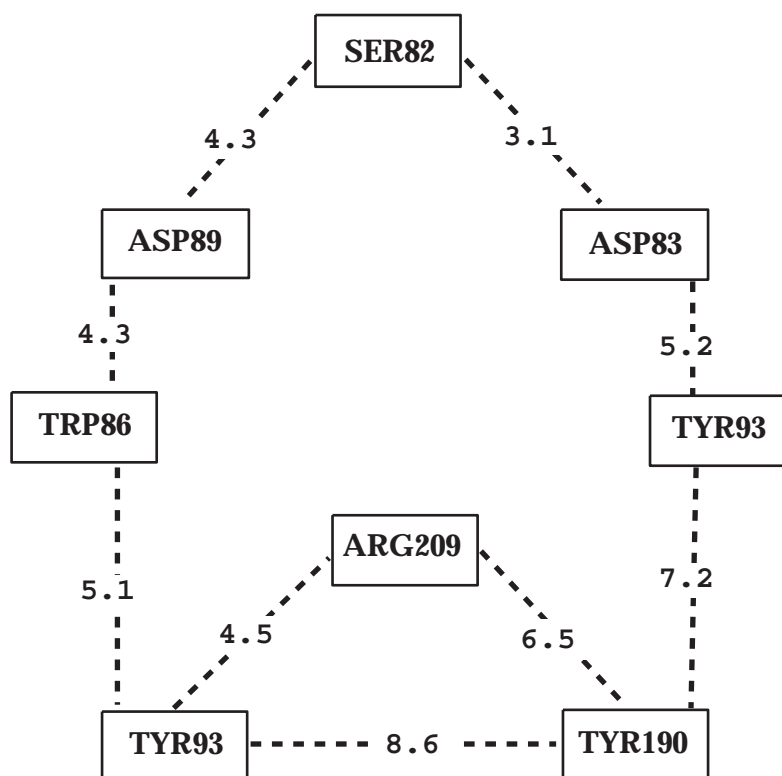 SER82
4.3
3.1
ASP89
ASP83
4.3
5.2
TRP86
TYR93
ARG209
5.1
7.2
4.5
6.5
TYR93
8.6
TYR190